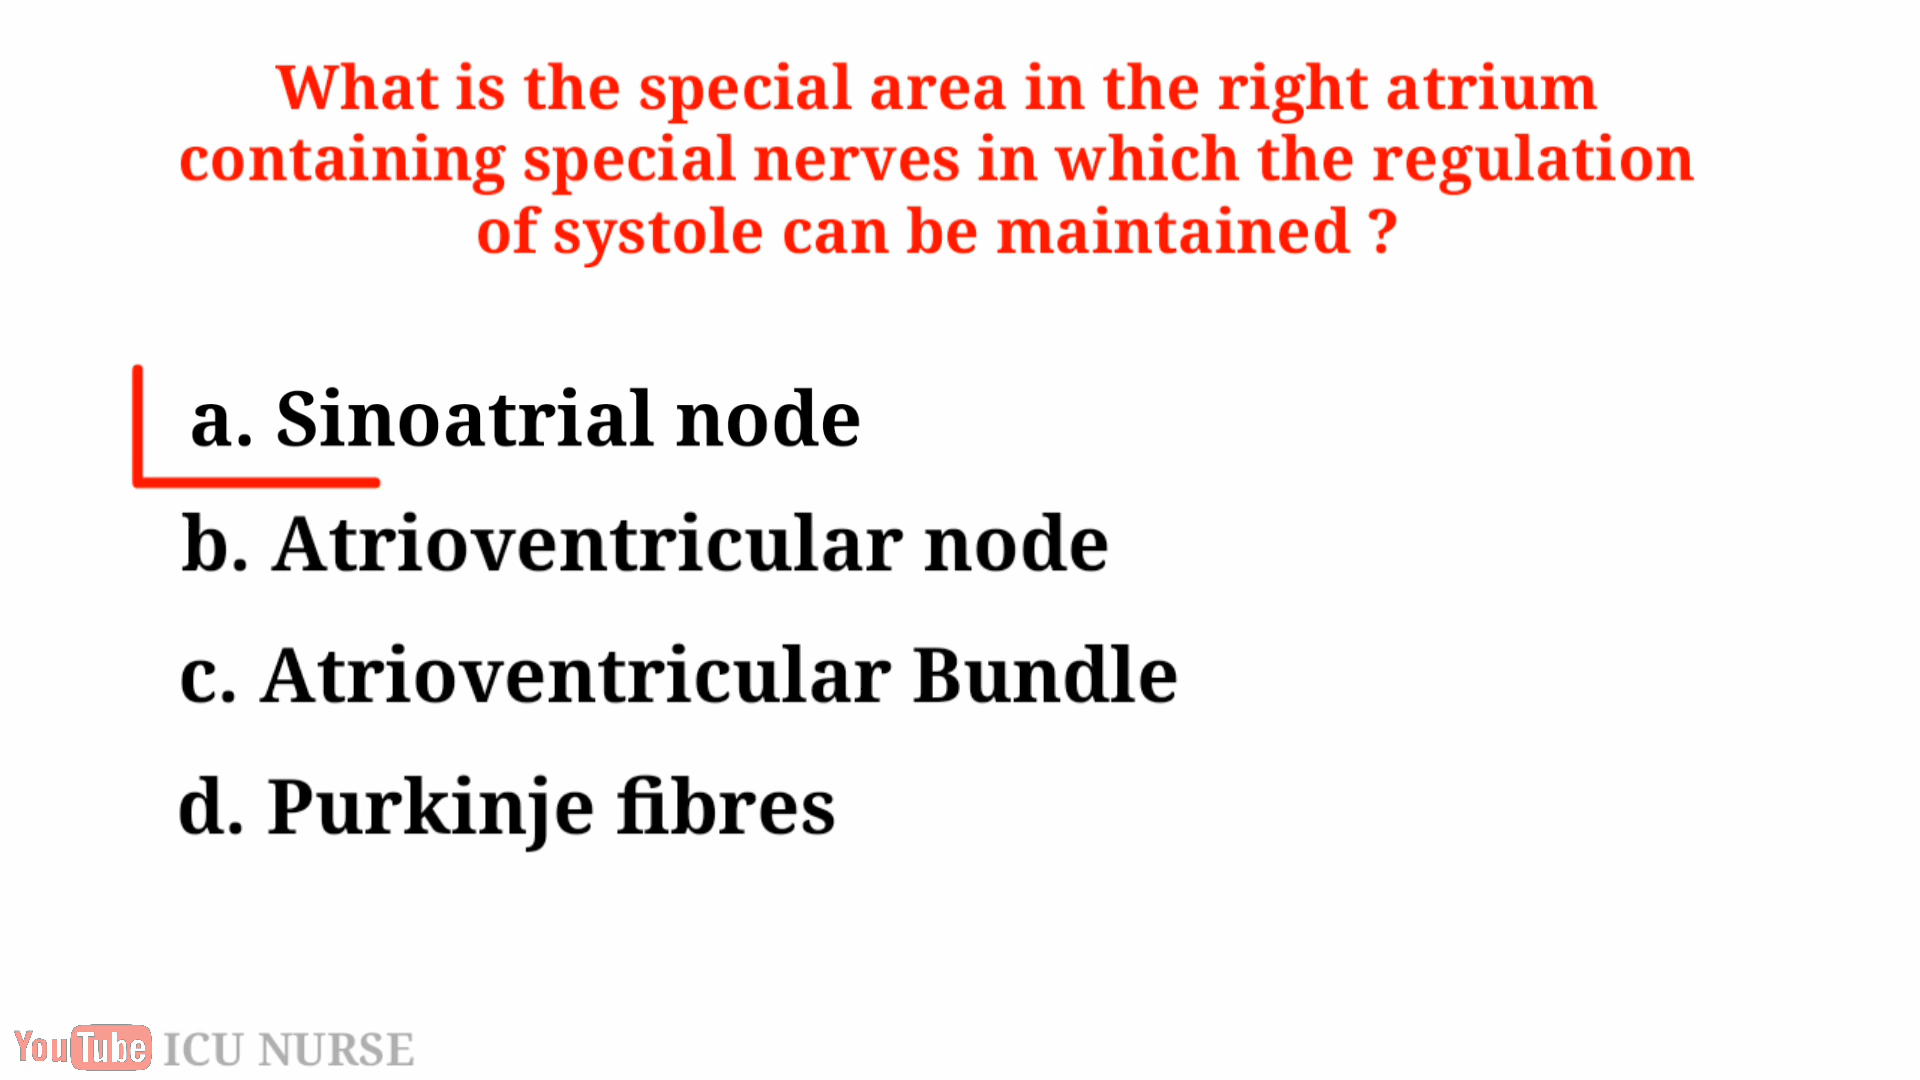 What is the special area in the right atrium
containing special nerves in which the regulation
of systole can be maintained ?
a. Sinoatrial node
b. Atrioventricular node
c. Atrioventricular Bundle
d. Purkinje fibres
YouTube ICU NURSE